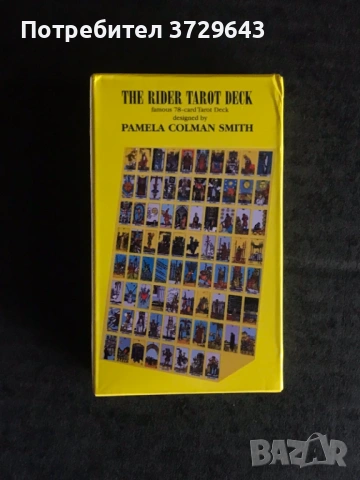 Потребител 3729643
THE RIDER TAROT DECK
famous 78-card Tarot Deck
designed by
PAMELA COLMAN SMITH
BAZAR